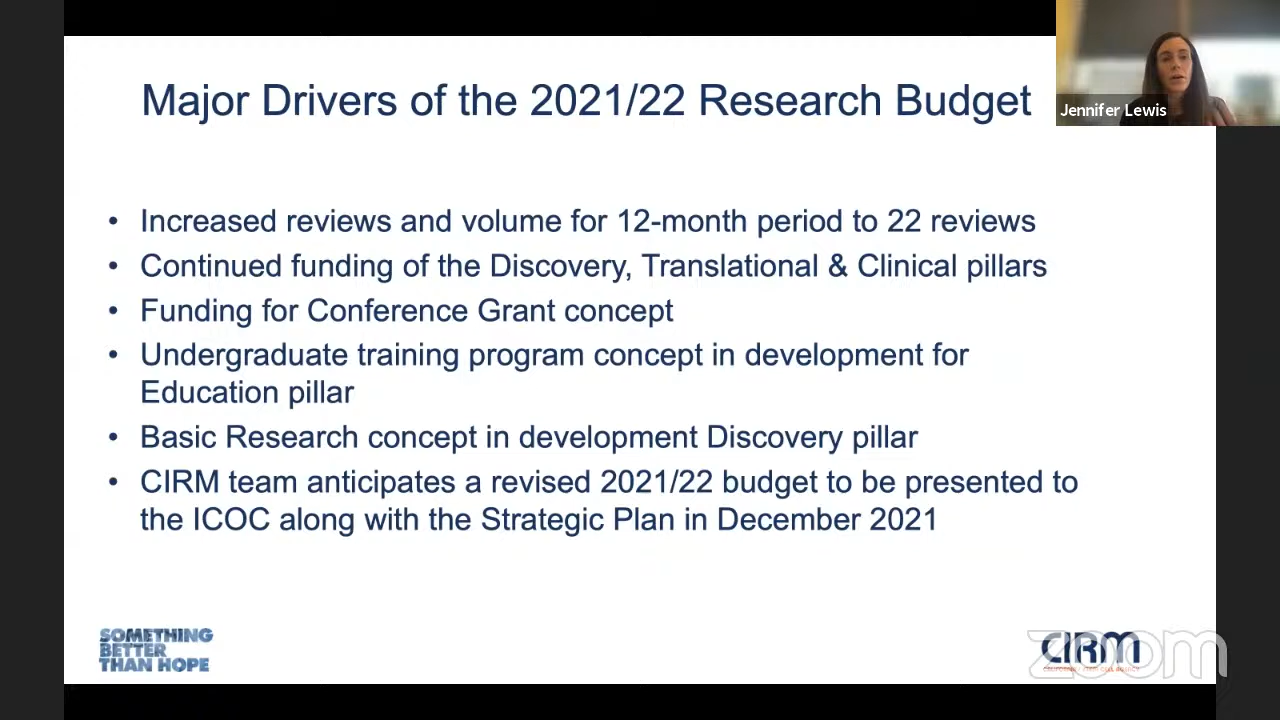 Major Drivers of the 2021/22 Research Budget
Jennifer Lewis
• Increased reviews and volume for 12-month period to 22 reviews
• Continued funding of the Discovery, Translational & Clinical pillars
• Funding for Conference Grant concept
• Undergraduate training program concept in development for
Education pillar
• Basic Research concept in development Discovery pillar
• CIRM team anticipates a revised 2021/22 budget to be presented to
the ICOC along with the Strategic Plan in December 2021
SOMETHING
BETTER
THAN HOPE
CIRM
zoom